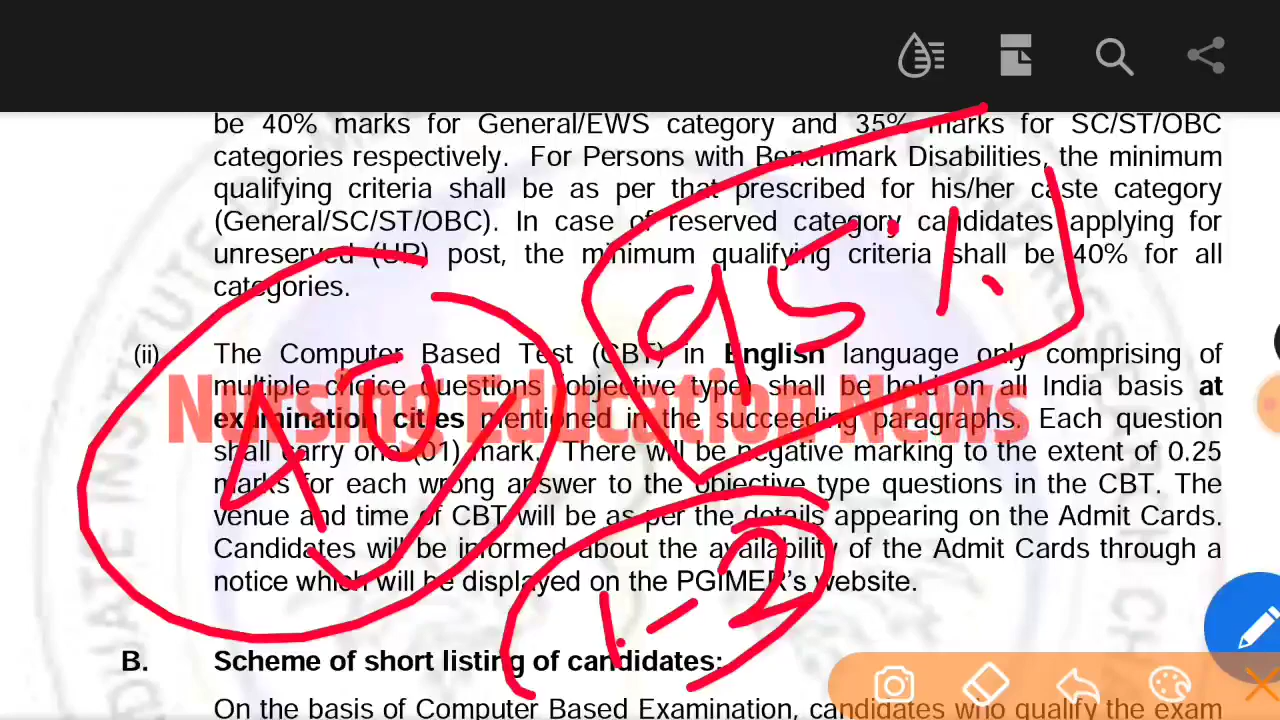 be 40% marks for General/EWS category and 35% marks for SC/ST/OBC
categories respectively. For Persons with Benchmark Disabilities, the minimum
qualifying criteria shall be as per that prescribed for his/her caste category
(General/SC/ST/OBC). In case of reserved category candidates applying for
unreserved (UR) post, the minimum qualifying criteria shall be 40% for all
categories.
95%
(ii) The Computer Based Test (CBT) in English language only comprising of
multiple choice questions (objective type) shall be held on all India basis at
Nursing Education News
examination cities mentioned in the succeeding paragraphs. Each question
40
shall carry one (01) mark. There will be negative marking to the extent of 0.25
marks for each wrong answer to the objective type questions in the CBT. The
venue and time of CBT will be as per the details appearing on the Admit Cards.
Candidates will be informed about the availability of the Admit Cards through a
notice which will be displayed on the PGIMER's website.
1-2
B. Scheme of short listing of candidates:
On the basis of Computer Based Examination, candidates who qualify the exam